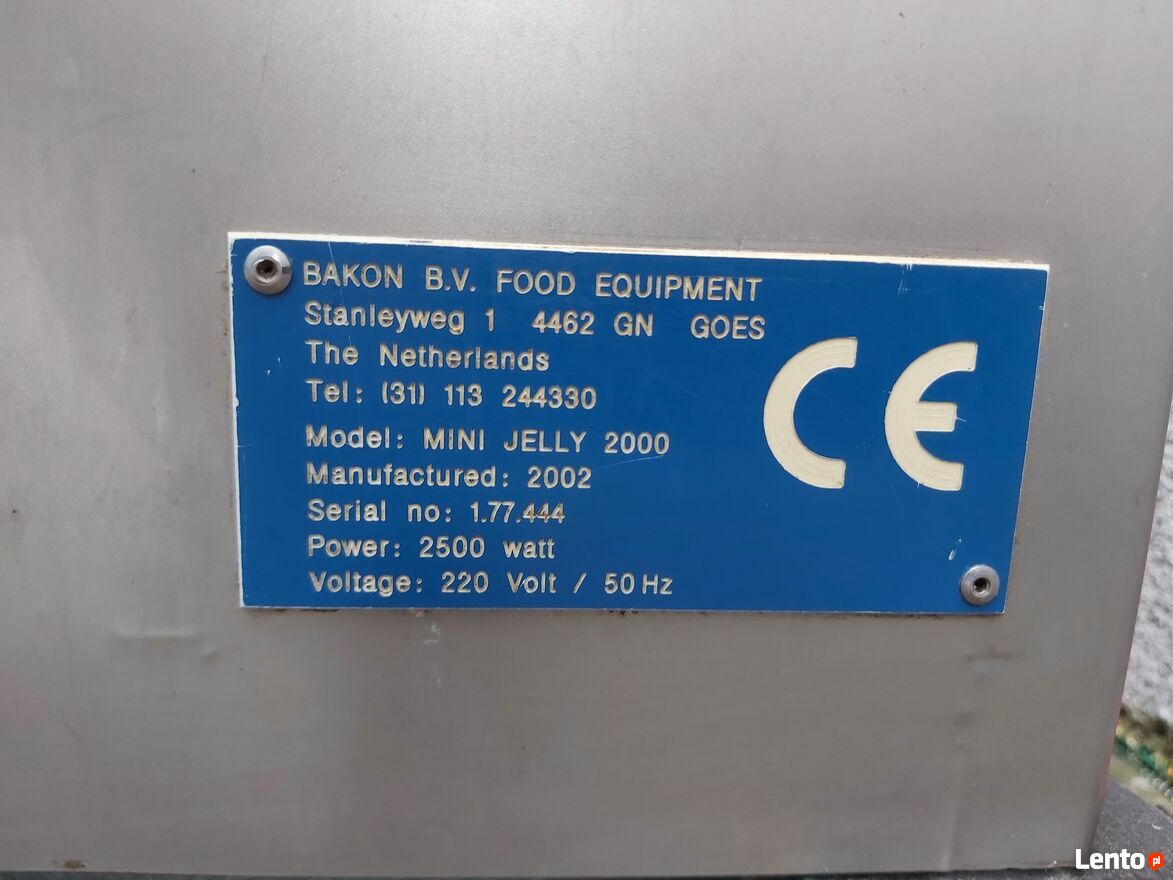 BAKON B.V. FOOD EQUIPMENT
Stanleyweg 1 4462 GN GOES
The Netherlands
Tel: (31) 113 244330
Model: MINI JELLY 2000
Manufactured: 2002
Serial no: 1.77.444
Power: 2500 watt
Voltage: 220 Volt / 50 Hz
CE
Lento.pl